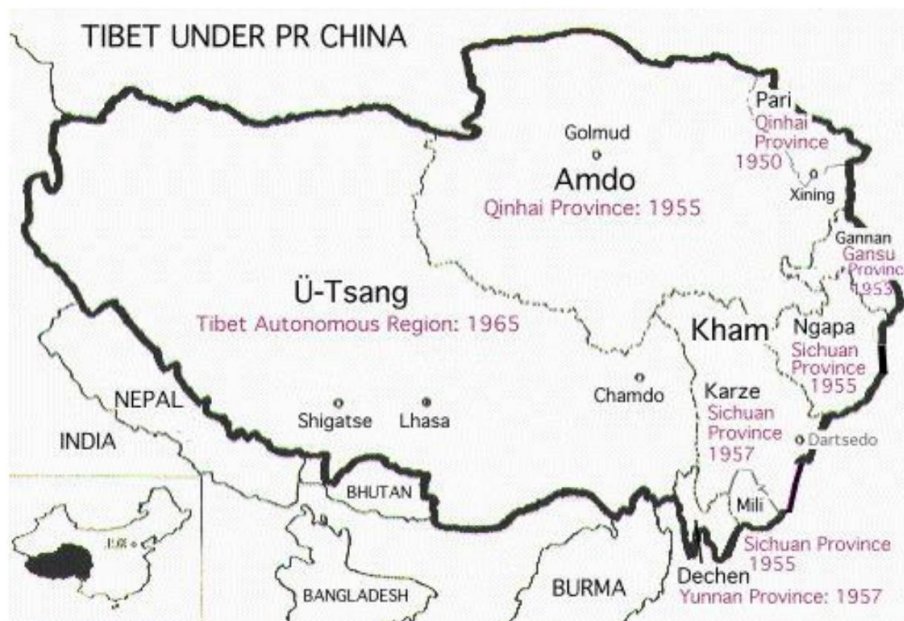 TIBET UNDER PR CHINA
Pari
Qinhai
Province
1950
Golmud
Xining
Amdo
Qinhai Province: 1955
Gannan
Gansu
Province
1953
Ü-Tsang
Tibet Autonomous Region: 1965
Kham
Ngapa
Sichuan
Province
1955
Chamdo
Karze
Sichuan
Province
1957
NEPAL
Shigatse
Lhasa
INDIA
Dartsedo
BHUTAN
Mili
Sichuan Province
1955
Dechen
Yunnan Province: 1957
BURMA
BANGLADESH